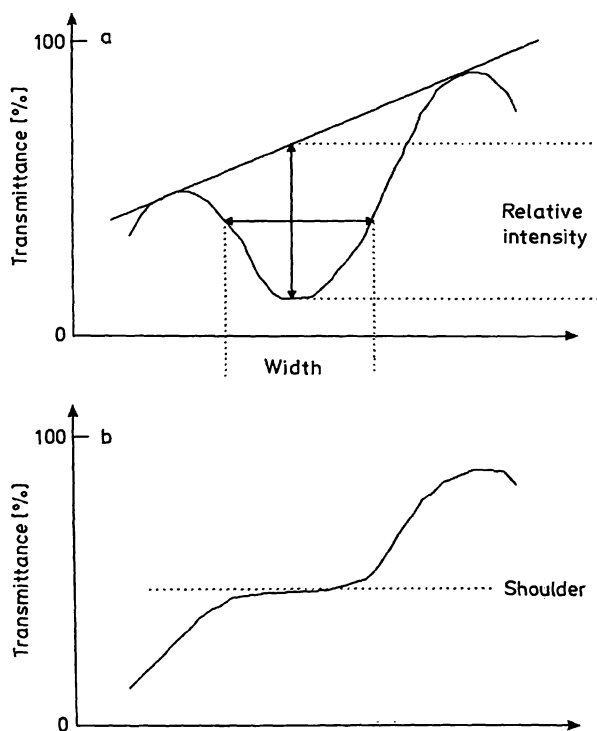 100
a
Transmittance [%]
Relative
intensity
0
Width
100
b
Transmittance [%]
Shoulder
0